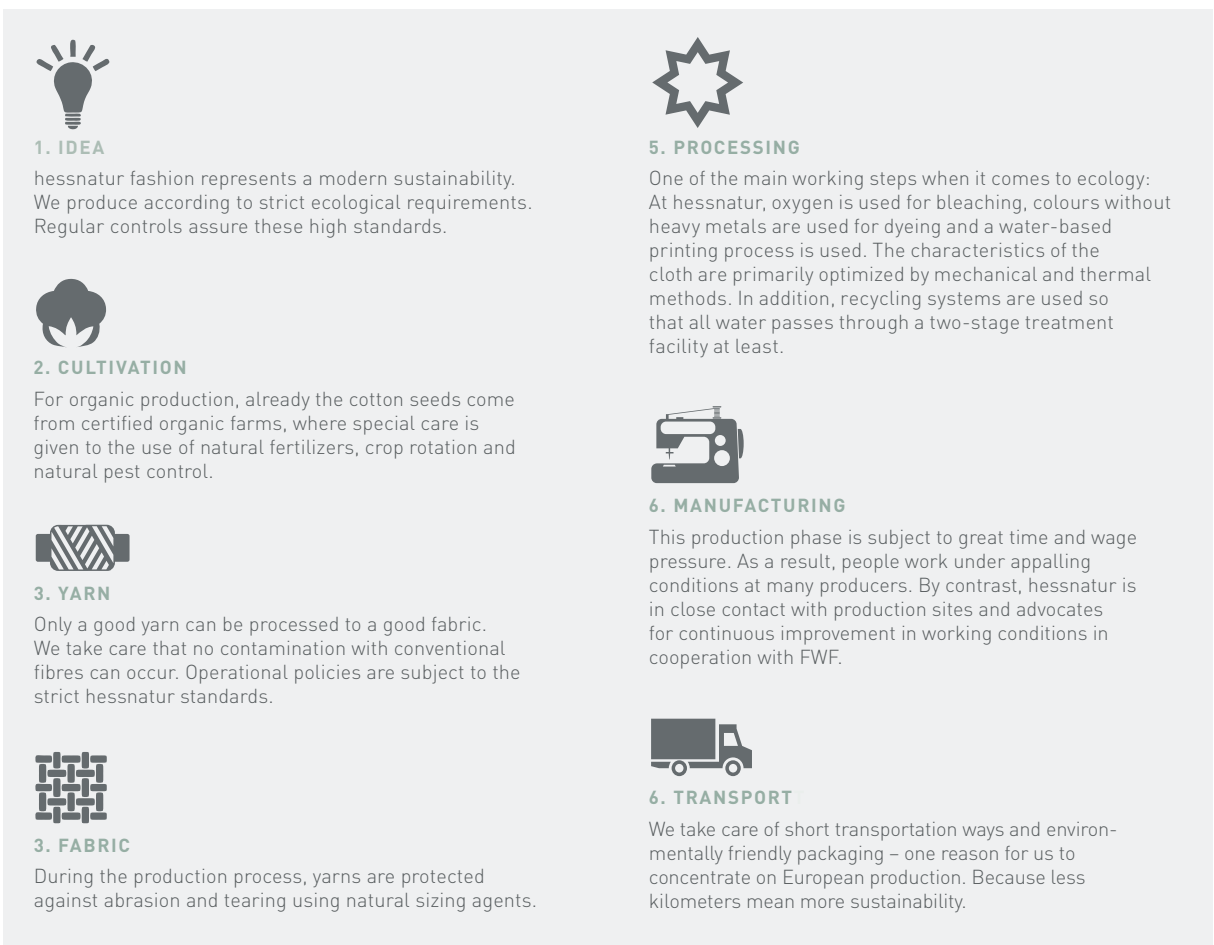 1. IDEA
hessnatur fashion represents a modern sustainability.
We produce according to strict ecological requirements.
Regular controls assure these high standards.
2. CULTIVATION
For organic production, already the cotton seeds come
from certified organic farms, where special care is
given to the use of natural fertilizers, crop rotation and
natural pest control.
3. YARN
Only a good yarn can be processed to a good fabric.
We take care that no contamination with conventional
fibres can occur. Operational policies are subject to the
strict hessnatur standards.
3. FABRIC
During the production process, yarns are protected
against abrasion and tearing using natural sizing agents.
5. PROCESSING
One of the main working steps when it comes to ecology:
At hessnatur, oxygen is used for bleaching, colours without
heavy metals are used for dyeing and a water-based
printing process is used. The characteristics of the
cloth are primarily optimized by mechanical and thermal
methods. In addition, recycling systems are used so
that all water passes through a two-stage treatment
facility at least.
6. MANUFACTURING
This production phase is subject to great time and wage
pressure. As a result, people work under appalling
conditions at many producers. By contrast, hessnatur is
in close contact with production sites and advocates
for continuous improvement in working conditions in
cooperation with FWF.
6. TRANSPORT
We take care of short transportation ways and environ-
mentally friendly packaging – one reason for us to
concentrate on European production. Because less
kilometers mean more sustainability.